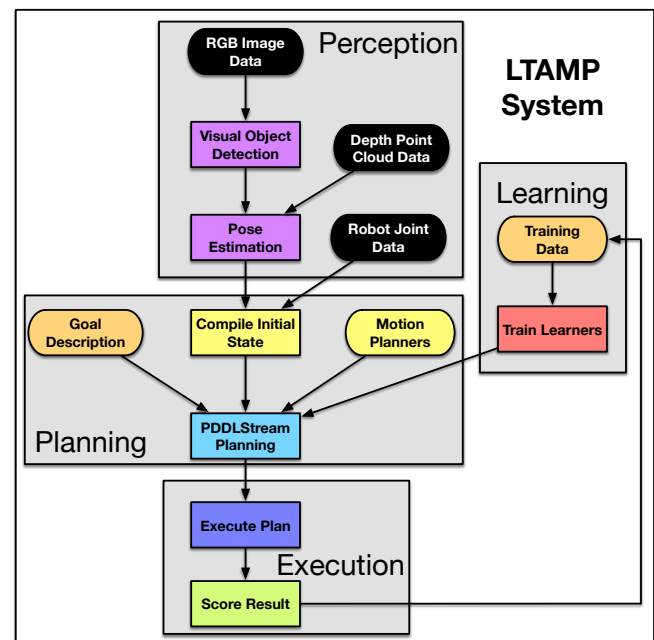 RGB Image
Data
Perception
LTAMP
System
Visual Object
Detection
Depth Point
Cloud Data
Learning
Pose
Estimation
Robot Joint
Data
Training
Data
Goal
Description
Compile Initial
State
Motion
Planners
Train Learners
PDDLStream
Planning
Planning
Execute Plan
Execution
Score Result